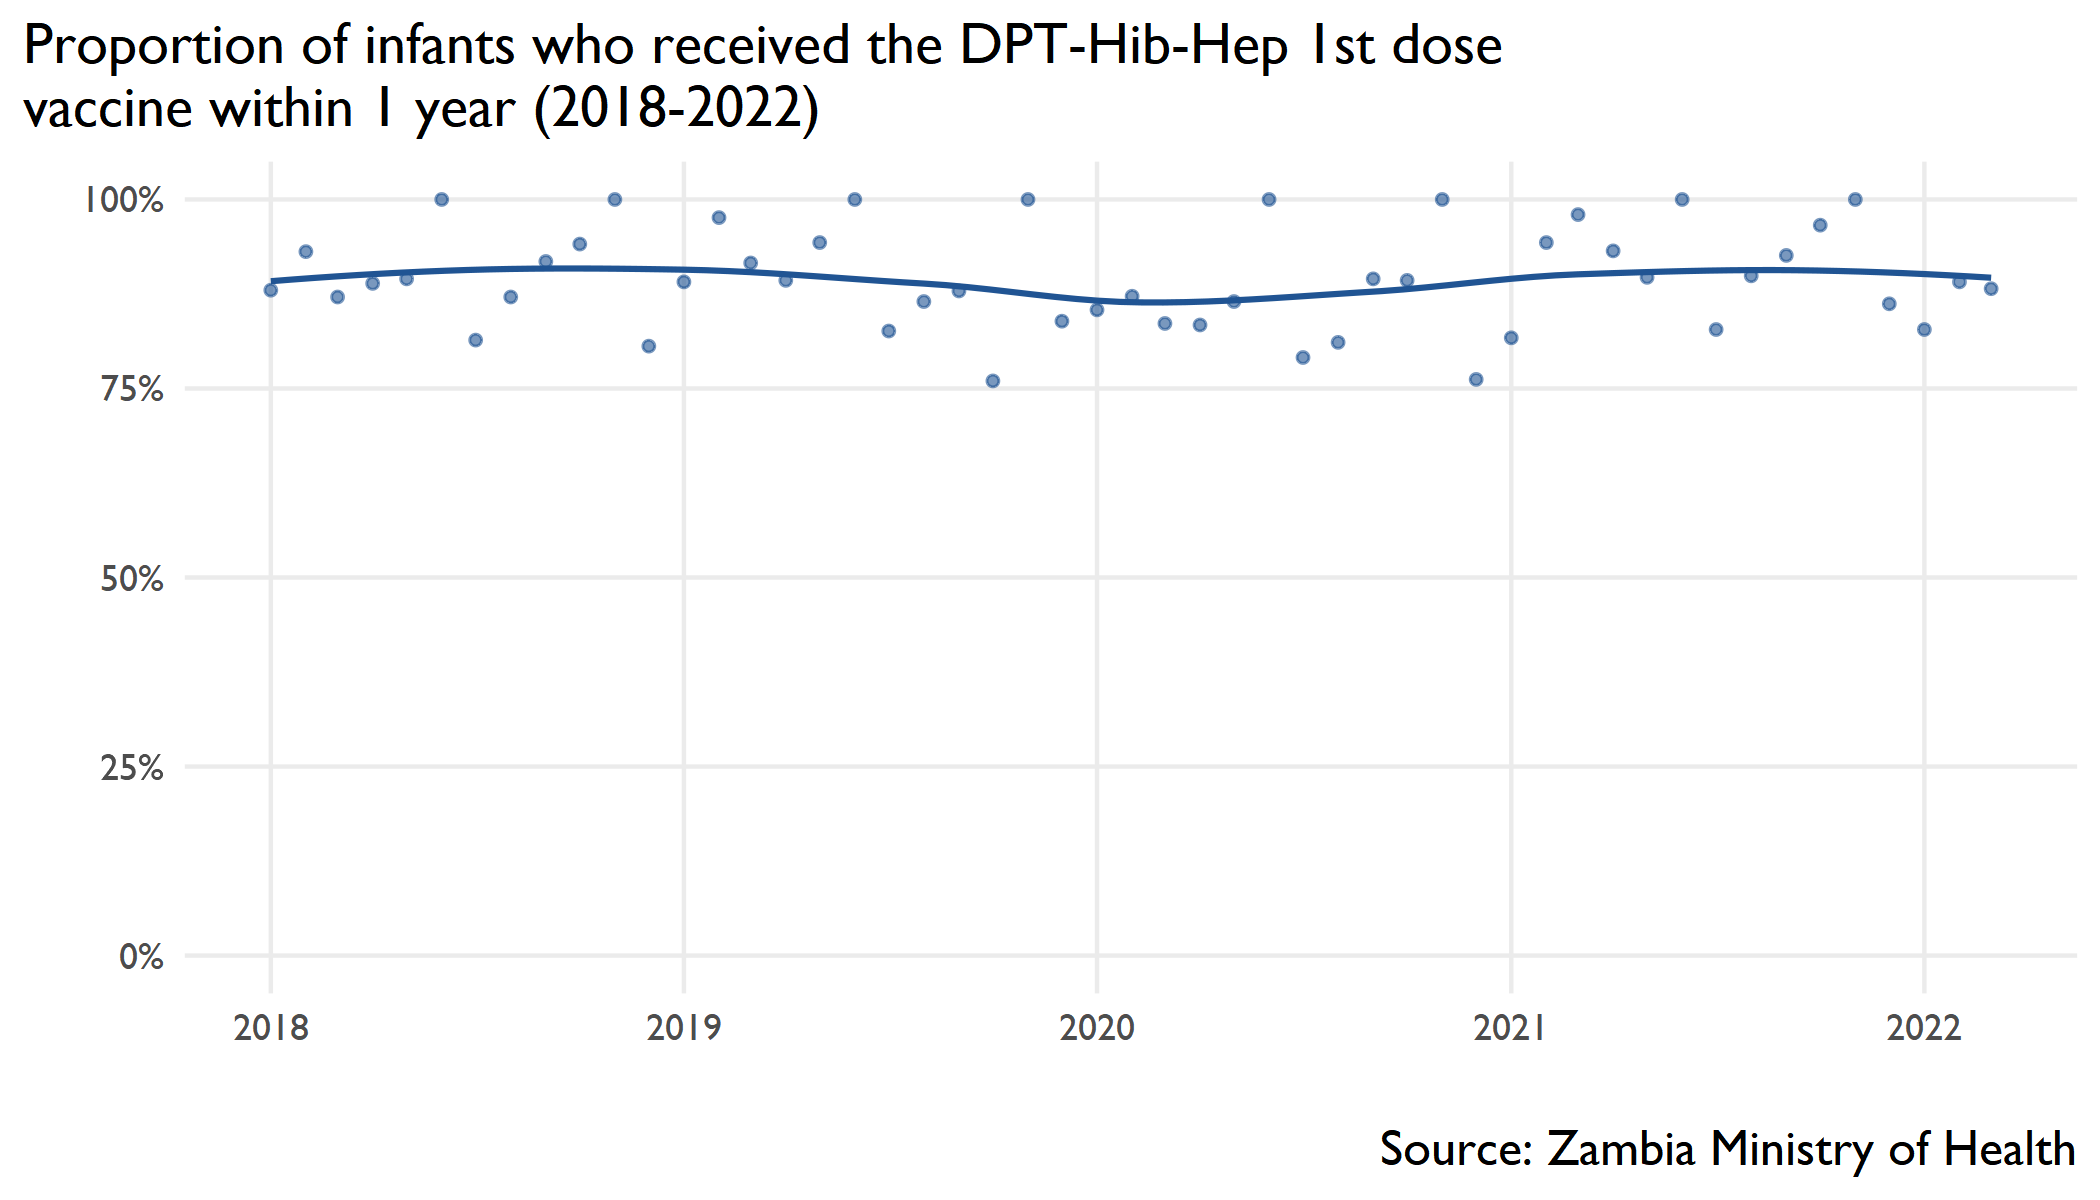 Proportion of infants who received the DPT-Hib-Hep 1st dose
vaccine within 1 year (2018-2022)
100%
75%
50%
25%
0%
2018 2019 2020 2021 2022
Source: Zambia Ministry of Health